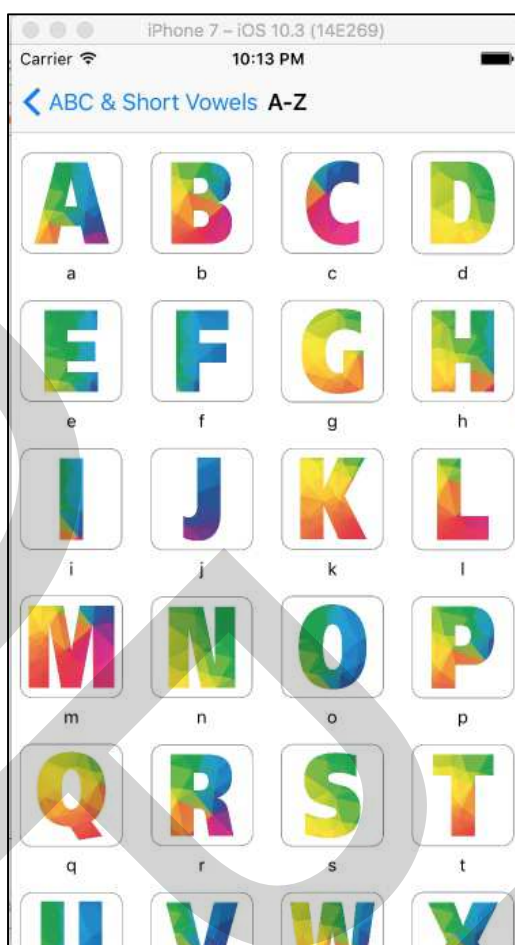 iPhone 7 – iOS 10.3 (14E269)
Carrier 10:13 PM
ABC & Short Vowels A-Z
A B C D
a b c d
E F G H
e f g h
I J K L
i j k l
M N O P
m n o p
Q R S T
q r s t
U V W Y